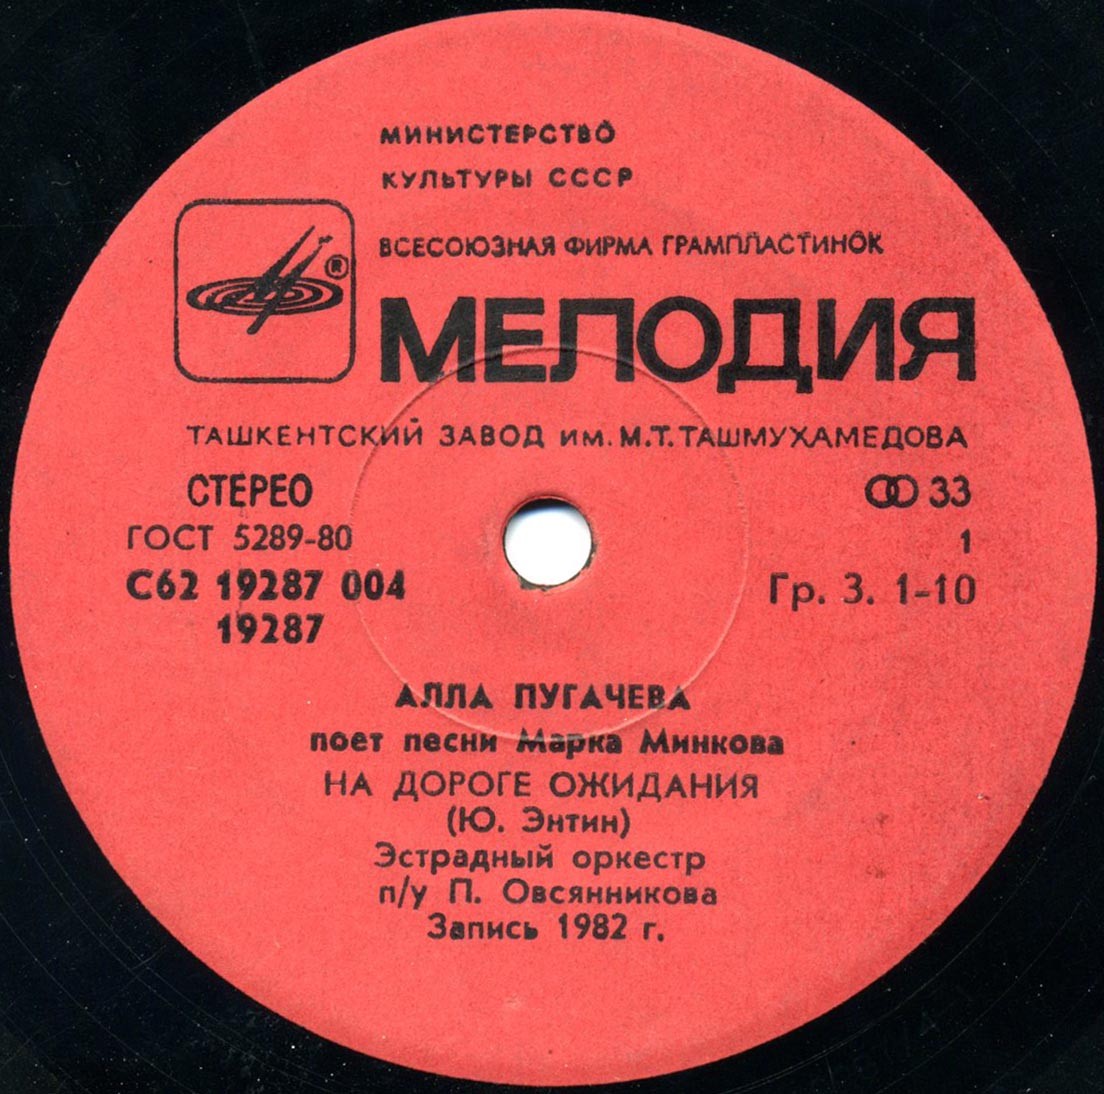 МИНИСТЕРСТВО
КУЛЬТУРЫ СССР
ВСЕСОЮЗНАЯ ФИРМА ГРАМПЛАСТИНОК
®
МЕЛОДИЯ
ТАШКЕНТСКИЙ ЗАВОД им. М.Т.ТАШМУХАМЕДОВА
СТЕРЕО 33
ГОСТ 5289-80 1
С62 19287 004 Гр. 3. 1-10
19287
АЛЛА ПУГАЧЕВА
поет песни Марка Минкова
НА ДОРОГЕ ОЖИДАНИЯ
(Ю. Энтин)
Эстрадный оркестр
п/у П. Овсянникова
Запись 1982 г.